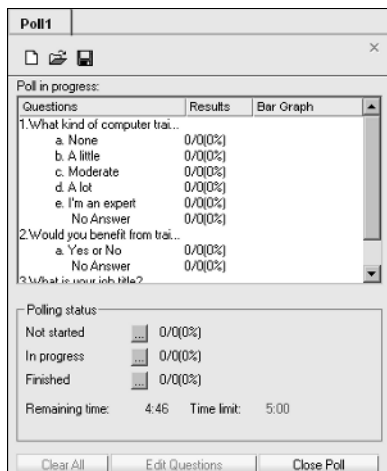 Poll1
Poll in progress:
Questions Results Bar Graph
1.What kind of computer trai...
a. None 0/0(0%)
b. A little 0/0(0%)
c. Moderate 0/0(0%)
d. A lot 0/0(0%)
e. I'm an expert 0/0(0%)
No Answer 0/0(0%)
2.Would you benefit from trai...
a. Yes or No 0/0(0%)
No Answer 0/0(0%)
3.What is your job title?
Polling status
Not started ... 0/0(0%)
In progress ... 0/0(0%)
Finished ... 0/0(0%)
Remaining time: 4:46 Time limit: 5:00
Clear All Edit Questions Close Poll